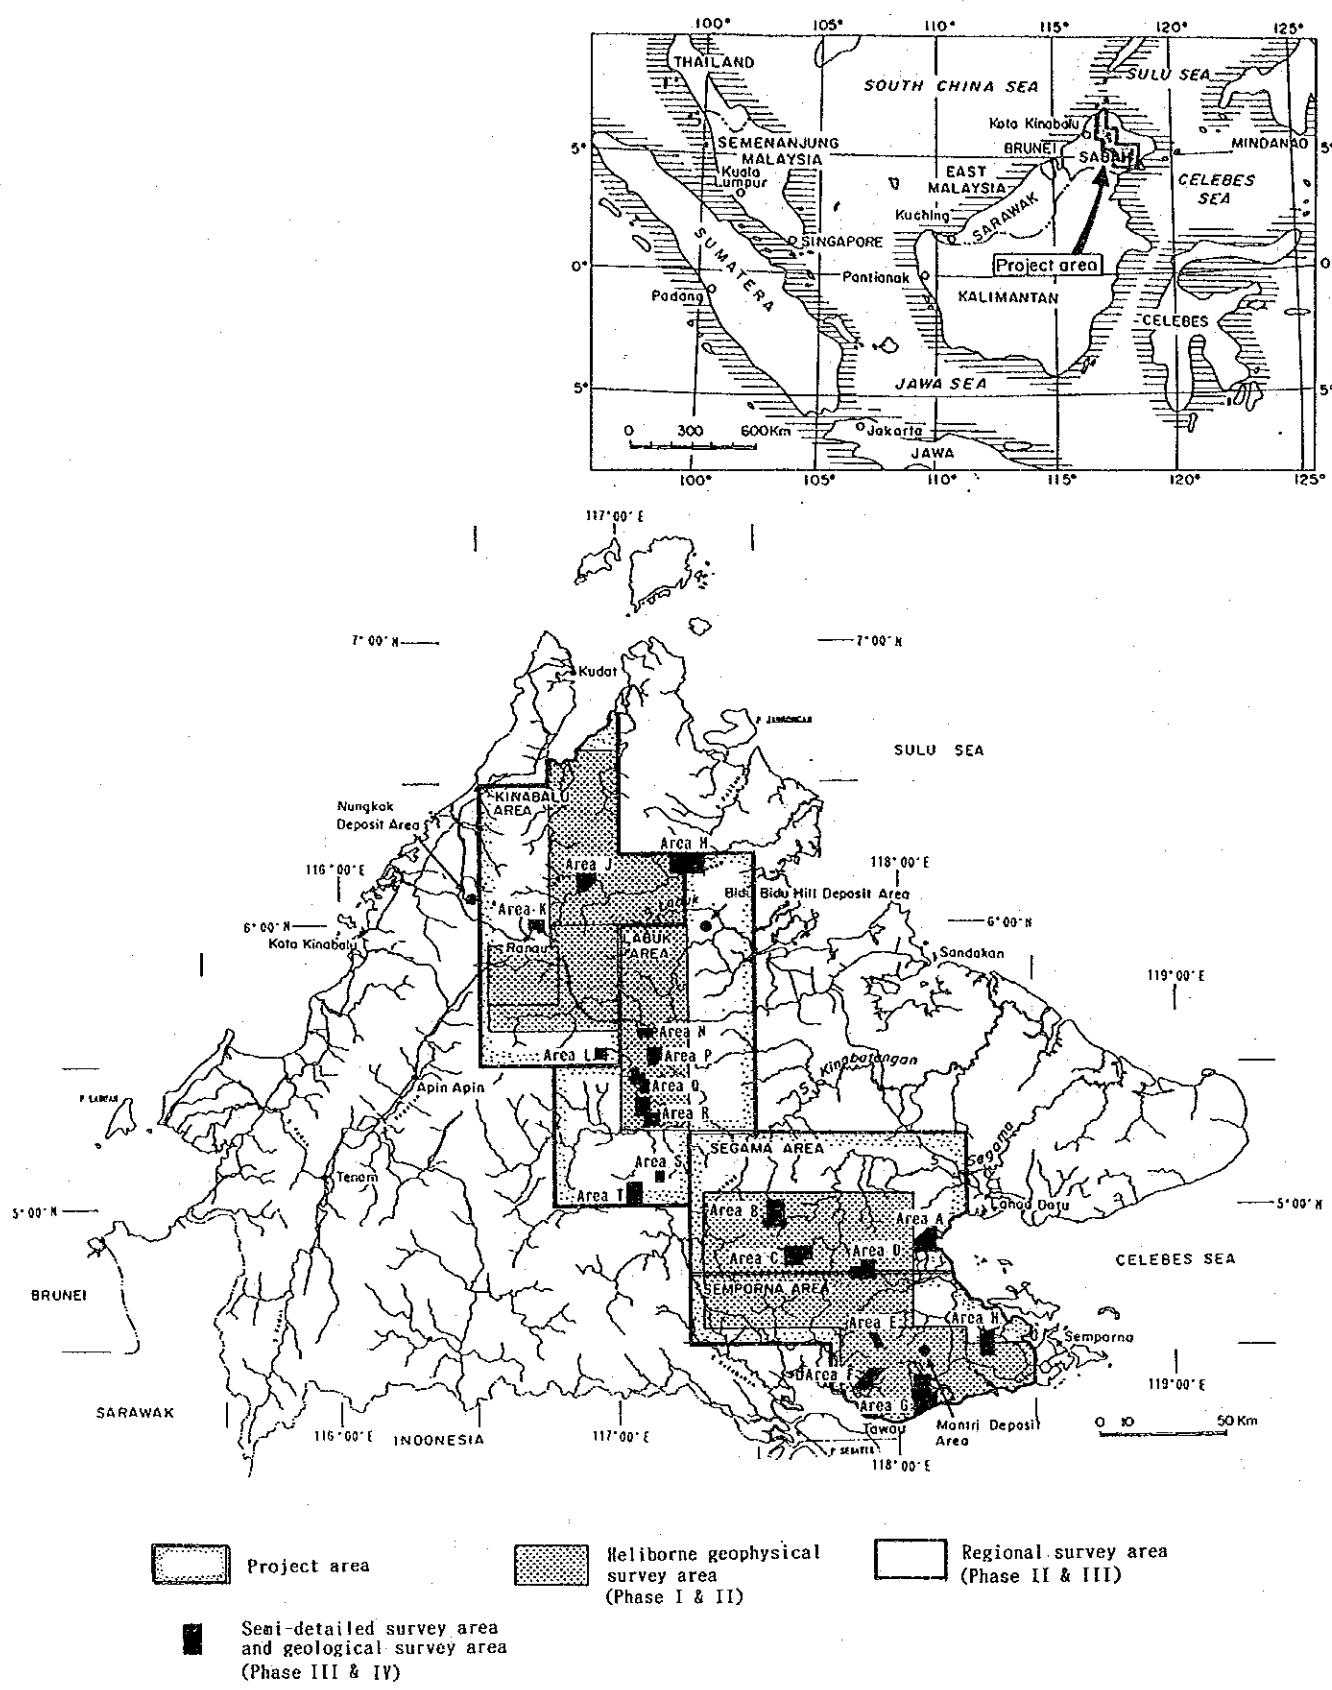 100° 105° 110° 115° 120° 125°
THAILAND
SOUTH CHINA SEA
SULU SEA
Kota Kinabalu
5°
SEMENANJUNG
MALAYSIA
BRUNEI
SABAH
MINDANAO
5°
Kuala
Lumpur
EAST
MALAYSIA
CELEBES
SEA
Kuching
SARAWAK
SUMATERA
SINGAPORE
0°
Project area
0°
Pantianak
Padang
KALIMANTAN
CELEBES
5°
JAWA SEA
5°
0 300 600Km
Jakarta
JAWA
100° 105° 110° 115° 120° 125°
117°00'E
7°00'N
7°00'N
Kudat
SULU SEA
KINABALU
AREA
Nungkok
Deposit Area
Area H
116°00'E
Area J
118°00'E
Bidu Bidu Hill Deposit Area
Area K
Labuk
6°00'N
6°00'N
Kota Kinabalu
Ranau
LABUK
AREA
Sandakan
119°00'E
Area N
Area L
Area P
S. Kinabatangan
Apin Apin
Area Q
Area R
SEGAMA AREA
Segama
Area S
Tenom
Area T
5°00'N
Area B
Lahad Datu
5°00'N
Area A
Area C
Area D
CELEBES SEA
BRUNEI
SEMPORNA AREA
Area E
Semporna
Area F
119°00'E
SARAWAK
Area G
Tawau
Mantri Deposit
Area
0 10 50 Km
116°00'E
INDONESIA
117°00'E
118°00'E
Project area
Heliborne geophysical
survey area
(Phase I & II)
Regional survey area
(Phase II & III)
Semi-detailed survey area
and geological survey area
(Phase III & IV)